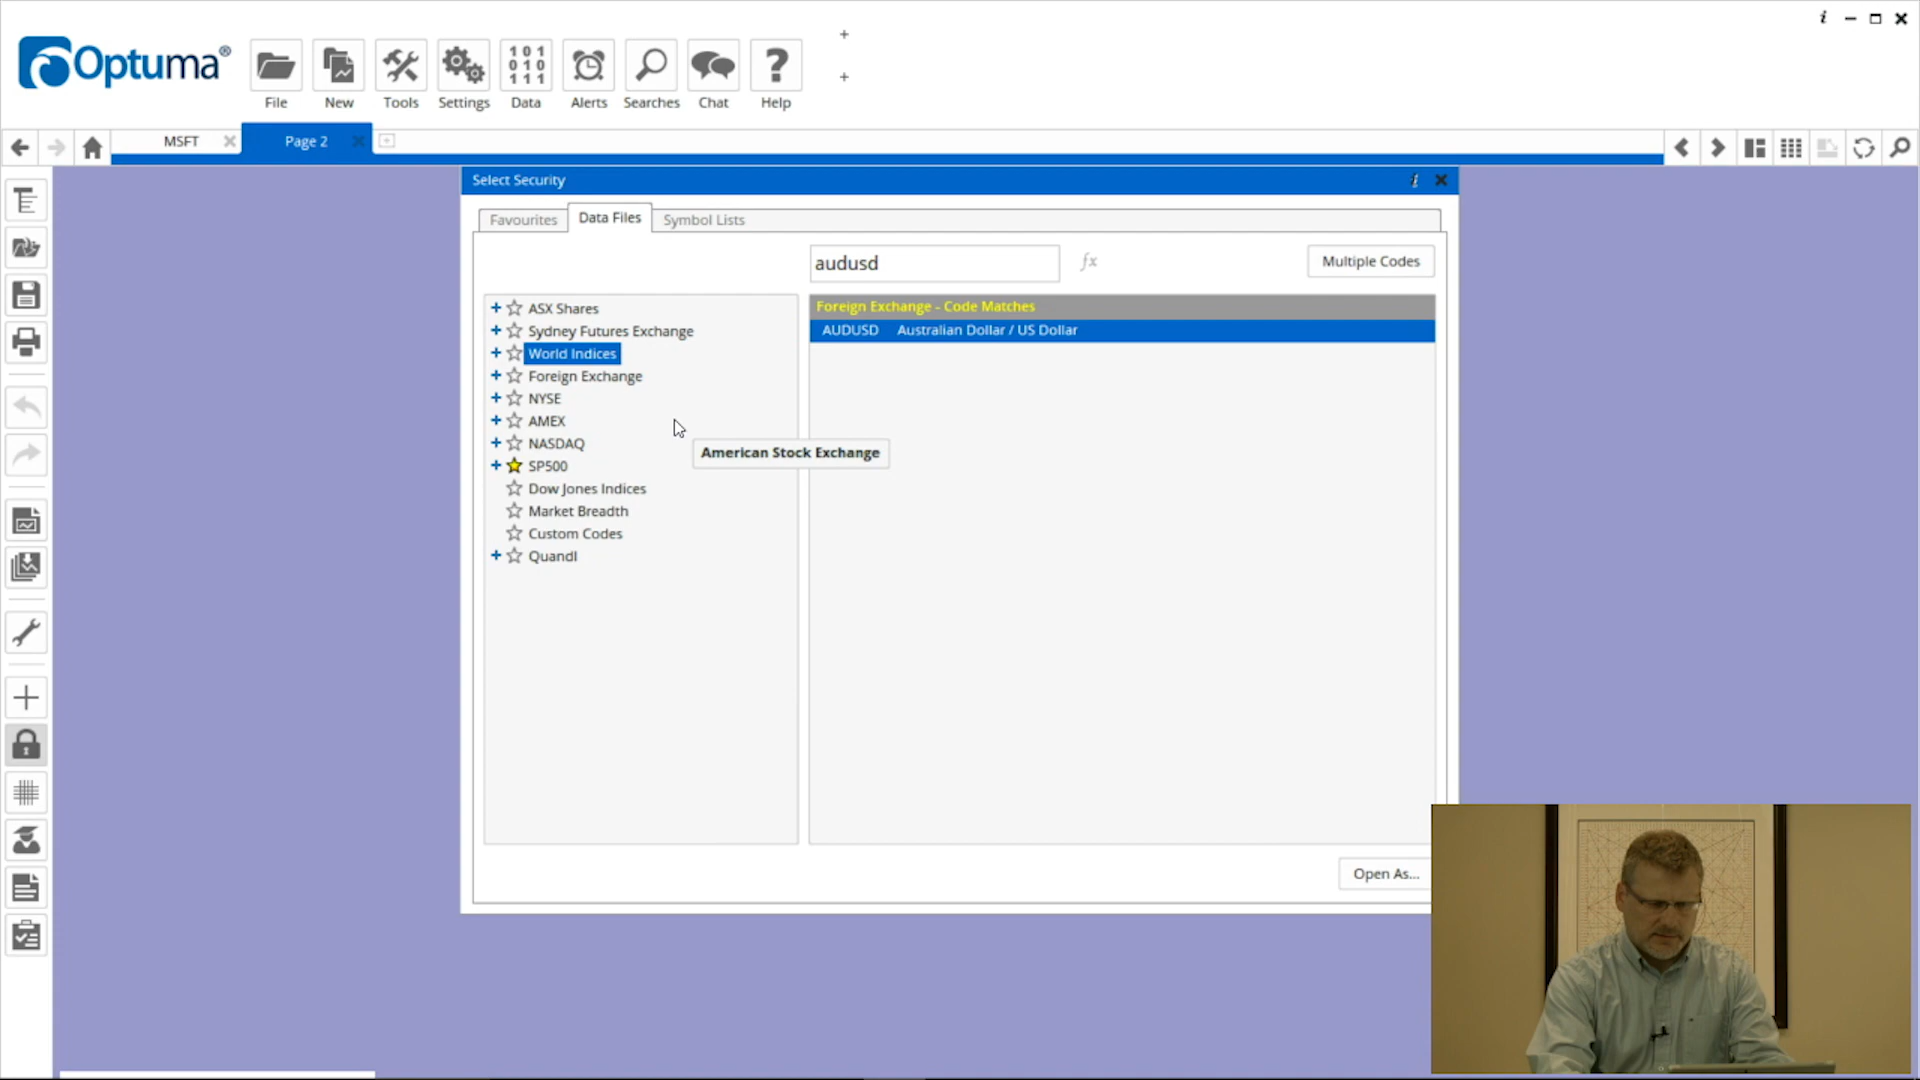 Optuma®
File
New
Tools
Settings
101
010
111
Data
Alerts
Searches
Chat
Help
MSFT
Page 2
Select Security
Favourites
Data Files
Symbol Lists
audusd
fx
Multiple Codes
ASX Shares
Sydney Futures Exchange
World Indices
Foreign Exchange
NYSE
AMEX
NASDAQ
SP500
Dow Jones Indices
Market Breadth
Custom Codes
Quandl
American Stock Exchange
Foreign Exchange - Code Matches
AUDUSD Australian Dollar / US Dollar
Open As...